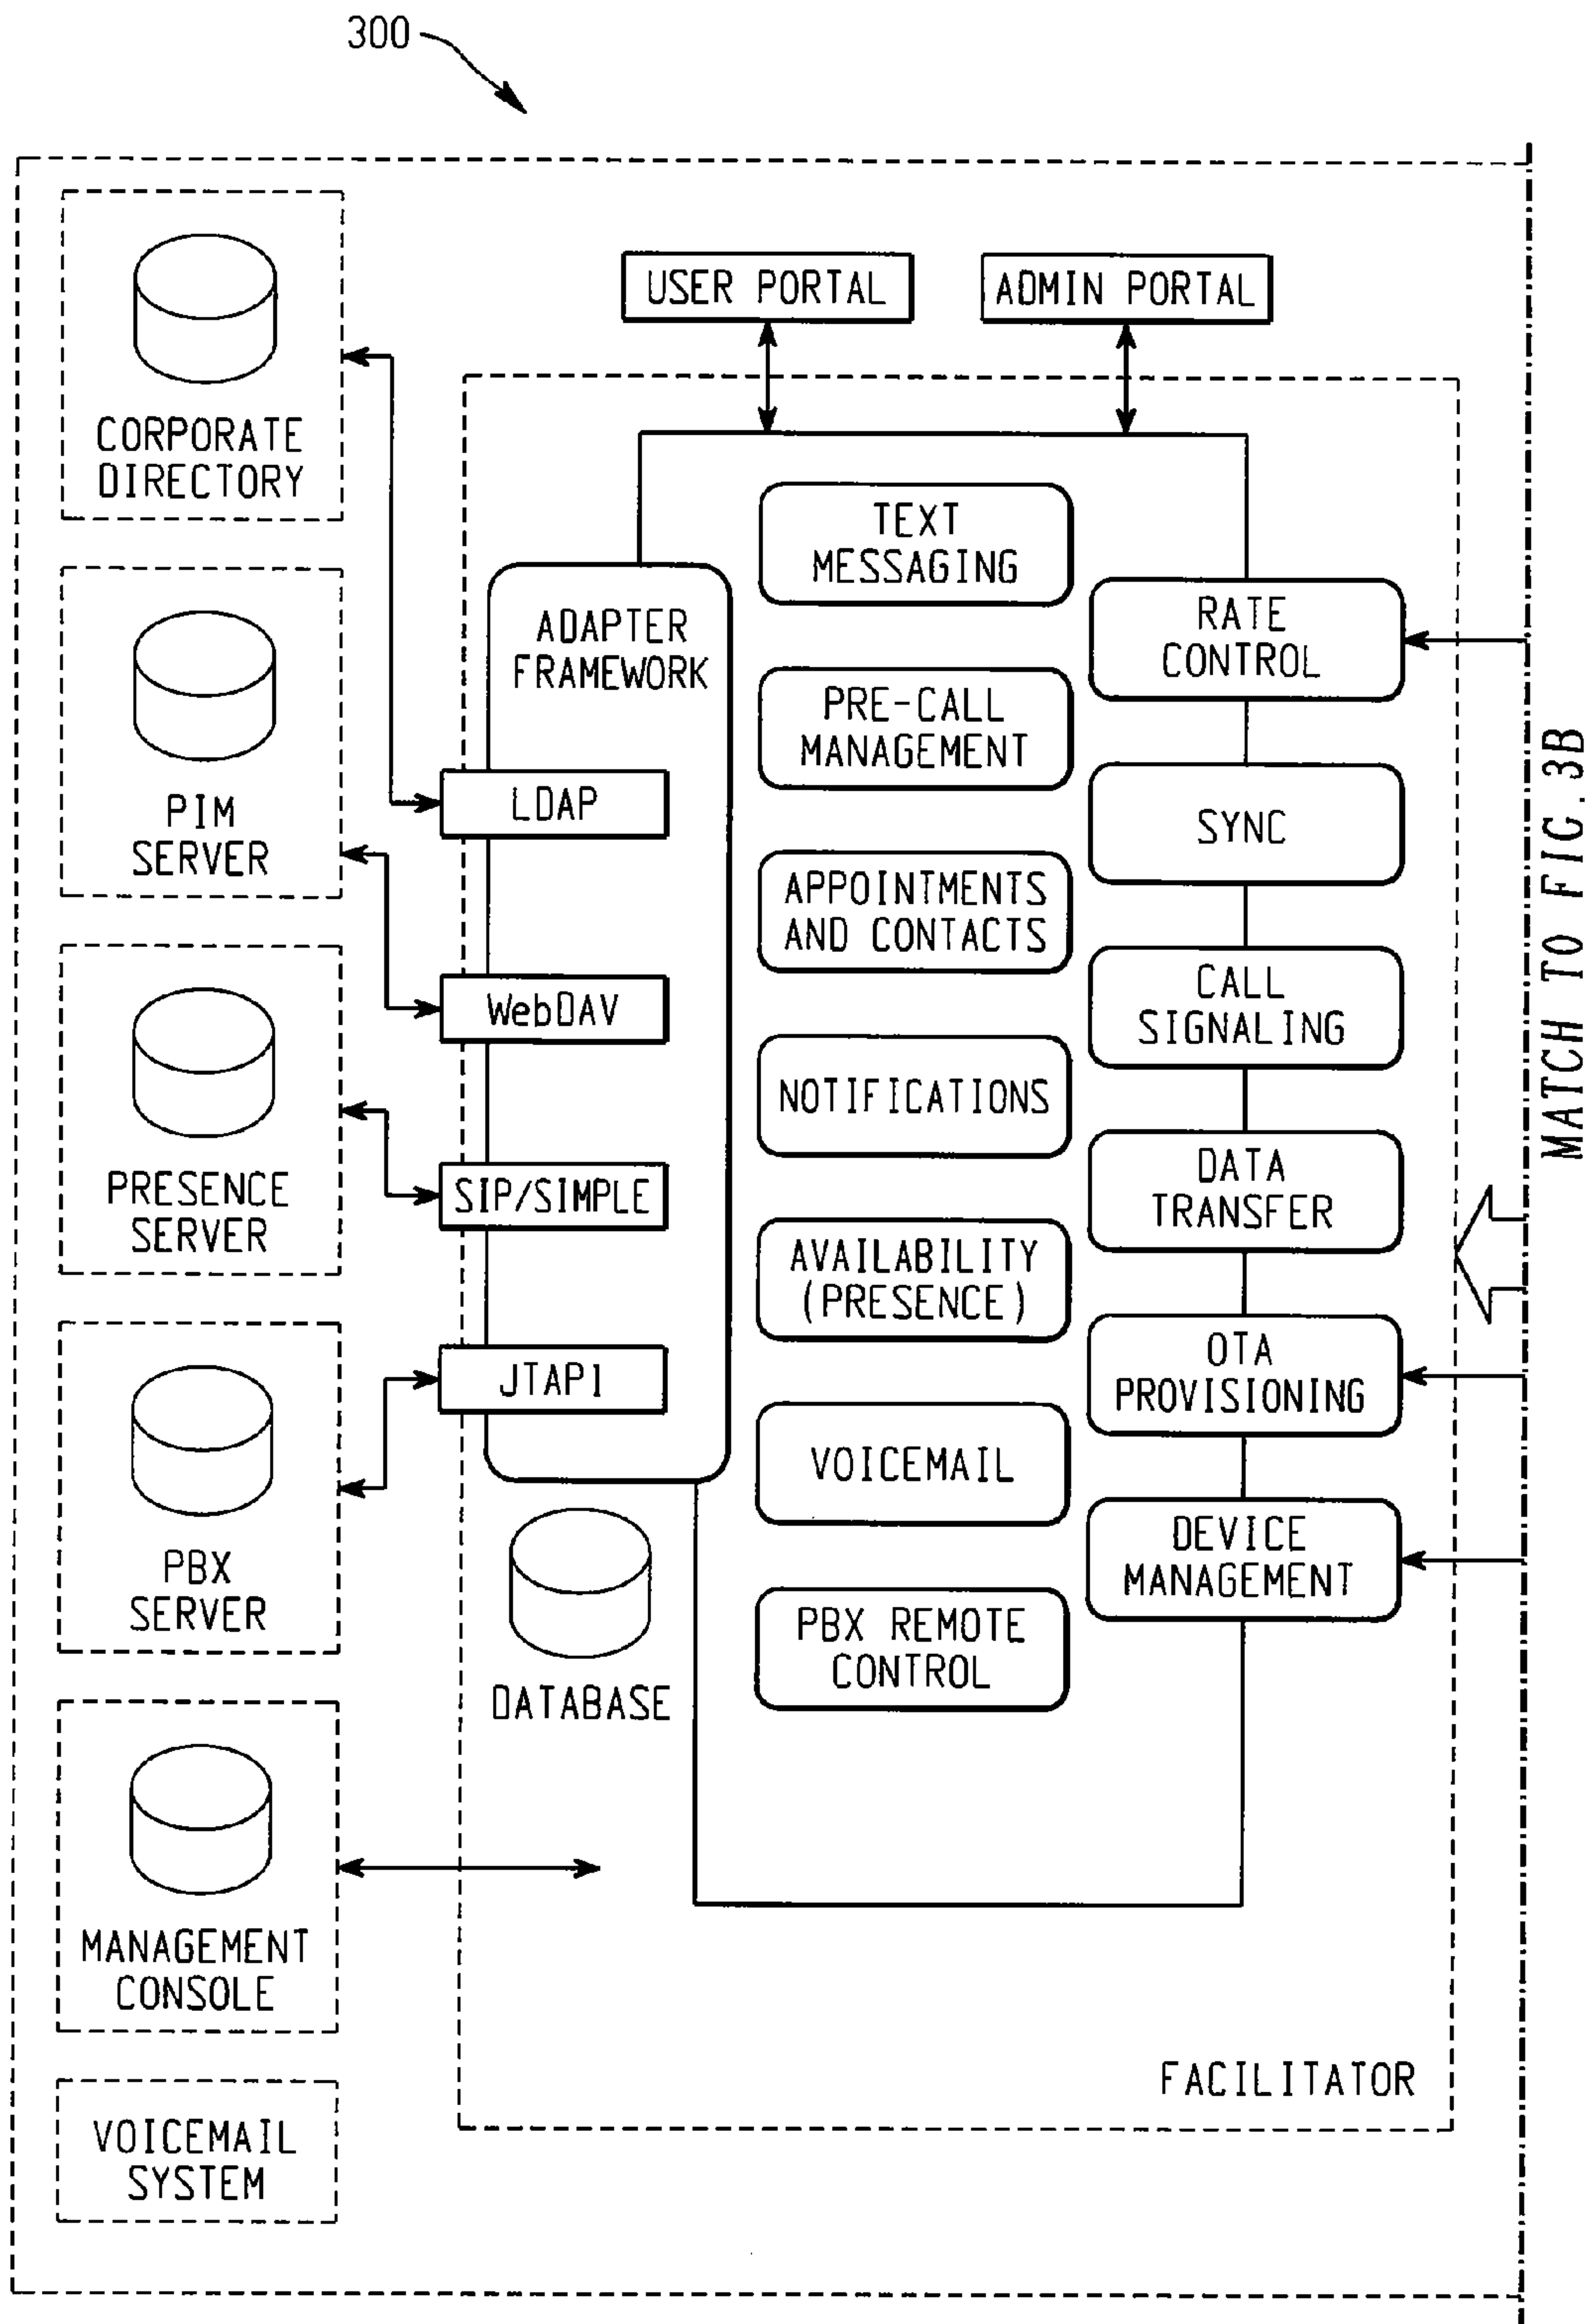 300
CORPORATE
DIRECTORY
PIM
SERVER
PRESENCE
SERVER
PBX
SERVER
MANAGEMENT
CONSOLE
VOICEMAIL
SYSTEM
USER PORTAL
ADMIN PORTAL
ADAPTER
FRAMEWORK
LDAP
WebDAV
SIP/SIMPLE
JTAP1
DATABASE
TEXT
MESSAGING
PRE-CALL
MANAGEMENT
APPOINTMENTS
AND CONTACTS
NOTIFICATIONS
AVAILABILITY
(PRESENCE)
VOICEMAIL
PBX REMOTE
CONTROL
RATE
CONTROL
SYNC
CALL
SIGNALING
DATA
TRANSFER
OTA
PROVISIONING
DEVICE
MANAGEMENT
FACILITATOR
MATCH TO FIG.3B